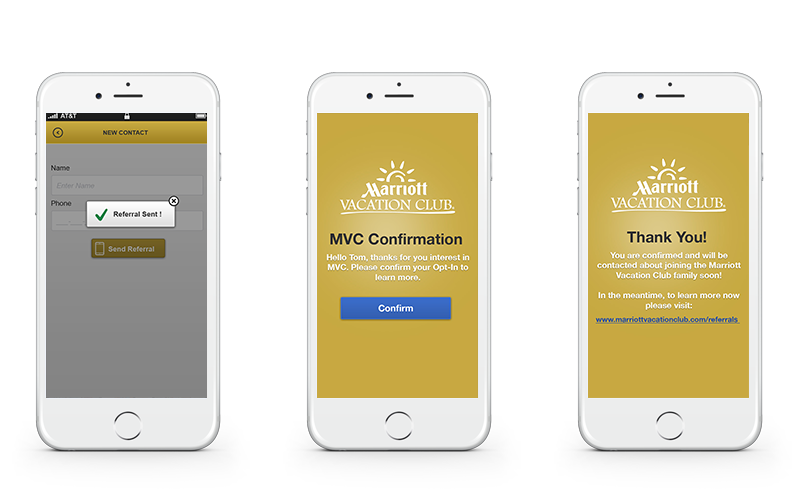 AT&T
NEW CONTACT
Name
Enter Name
Phone
Referral Sent !
Send Referral
Marriott
VACATION CLUB.
MVC Confirmation
Hello Tom, thanks for you interest in
MVC. Please confirm your Opt-In to
learn more.
Confirm
Marriott
VACATION CLUB.
Thank You!
You are confirmed and will be
contacted about joining the Marriott
Vacation Club family soon!
In the meantime, to learn more now
please visit:
www.marriottvacationclub.com/referrals